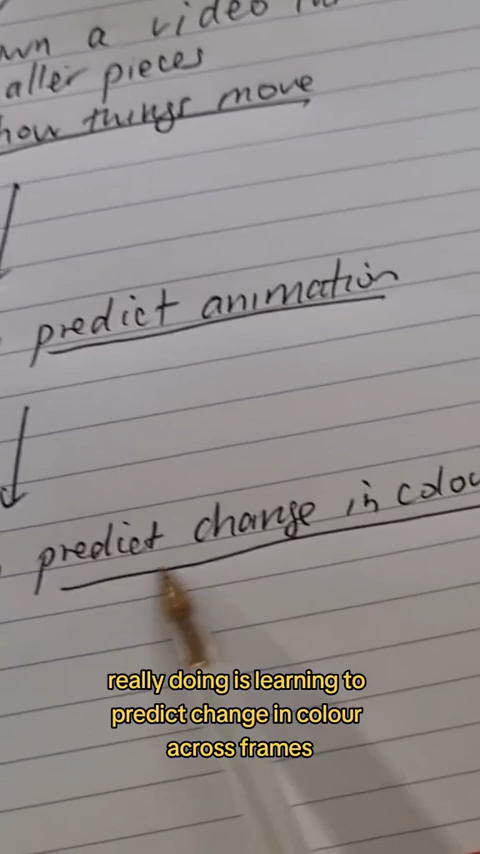 a video
aller pieces
how things move
predict animation
predict change in colou
really doing is learning to
predict change in colour
across frames